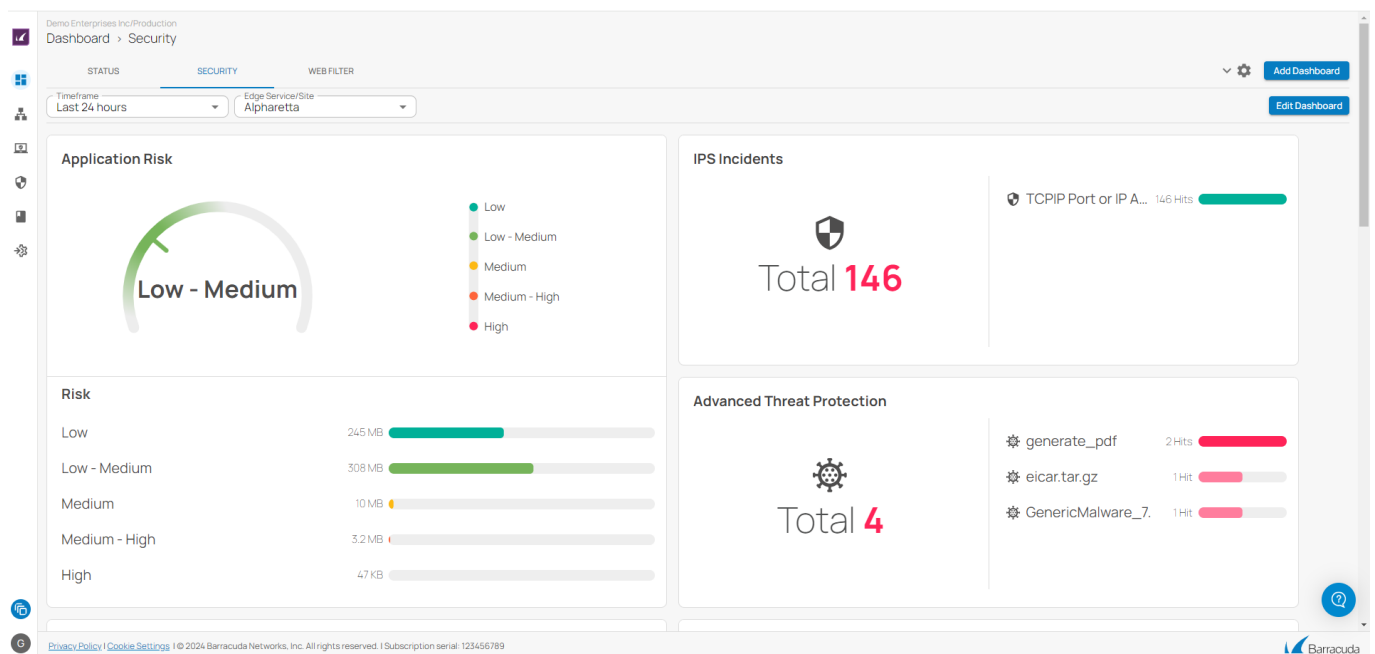 Demo Enterprises Inc/Production
Dashboard › Security
STATUS SECURITY WEB FILTER
Add Dashboard
Timeframe
Last 24 hours
Edge Service/Site
Alpharetta
Edit Dashboard
Application Risk
Low - Medium
Low
Low - Medium
Medium
Medium - High
High
Risk
Low 245 MB
Low - Medium 308 MB
Medium 10 MB
Medium - High 3.2 MB
High 47 KB
IPS Incidents
Total 146
TCPIP Port or IP A... 146 Hits
Advanced Threat Protection
Total 4
generate_pdf 2 Hits
eicar.tar.gz 1 Hit
GenericMalware_7. 1 Hit
G
Privacy Policy | Cookie Settings | © 2024 Barracuda Networks, Inc. All rights reserved. | Subscription serial: 123456789
Barracuda